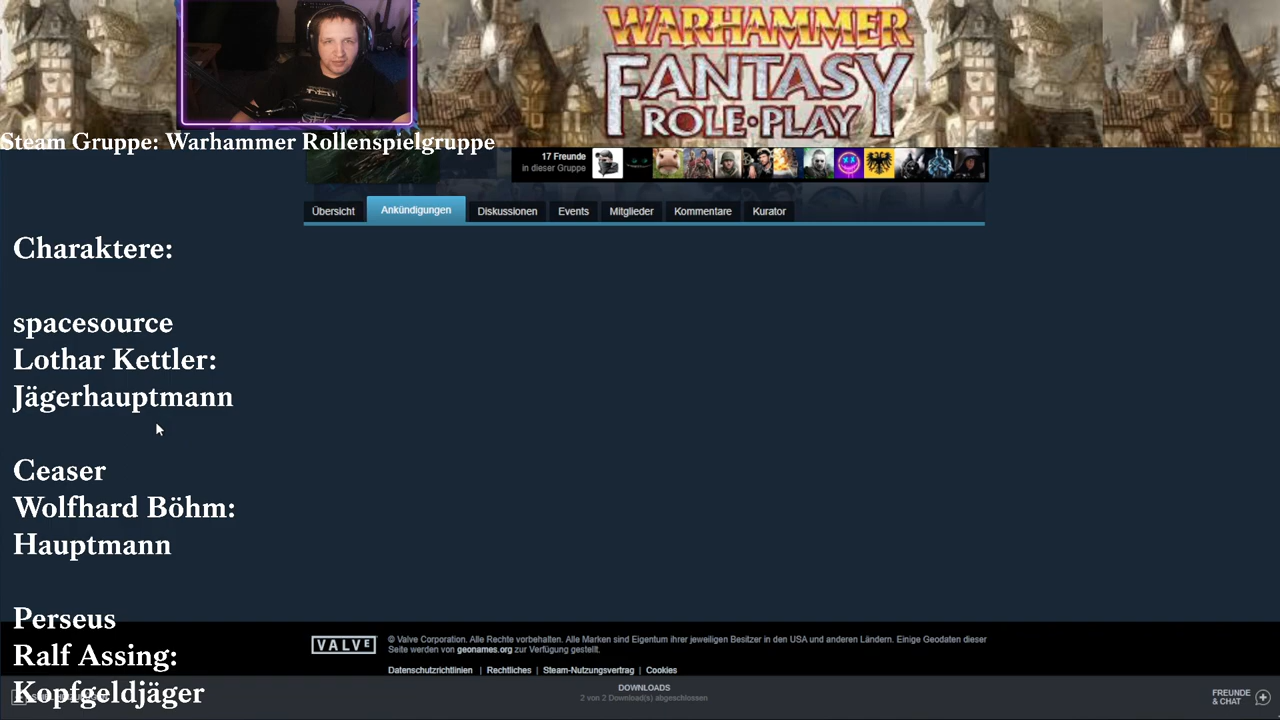 WARHAMMER
FANTASY
ROLE-PLAY
Steam Gruppe: Warhammer Rollenspielgruppe
17 Freunde
in dieser Gruppe
Übersicht
Ankündigungen
Diskussionen
Events
Mitglieder
Kommentare
Kurator
Charaktere:
spacesource
Lothar Kettler:
Jägerhauptmann
Ceaser
Wolfhard Böhm:
Hauptmann
Perseus
Ralf Assing:
Kopfgeldjäger
VALVE
© Valve Corporation. Alle Rechte vorbehalten. Alle Marken sind Eigentum ihrer jeweiligen Besitzer in den USA und anderen Ländern. Einige Geodaten dieser
Seite werden von geonames.org zur Verfügung gestellt.
Datenschutzrichtlinien | Rechtliches | Steam-Nutzungsvertrag | Cookies
DOWNLOADS
2 von 2 Download(s) abgeschlossen
FREUNDE
& CHAT